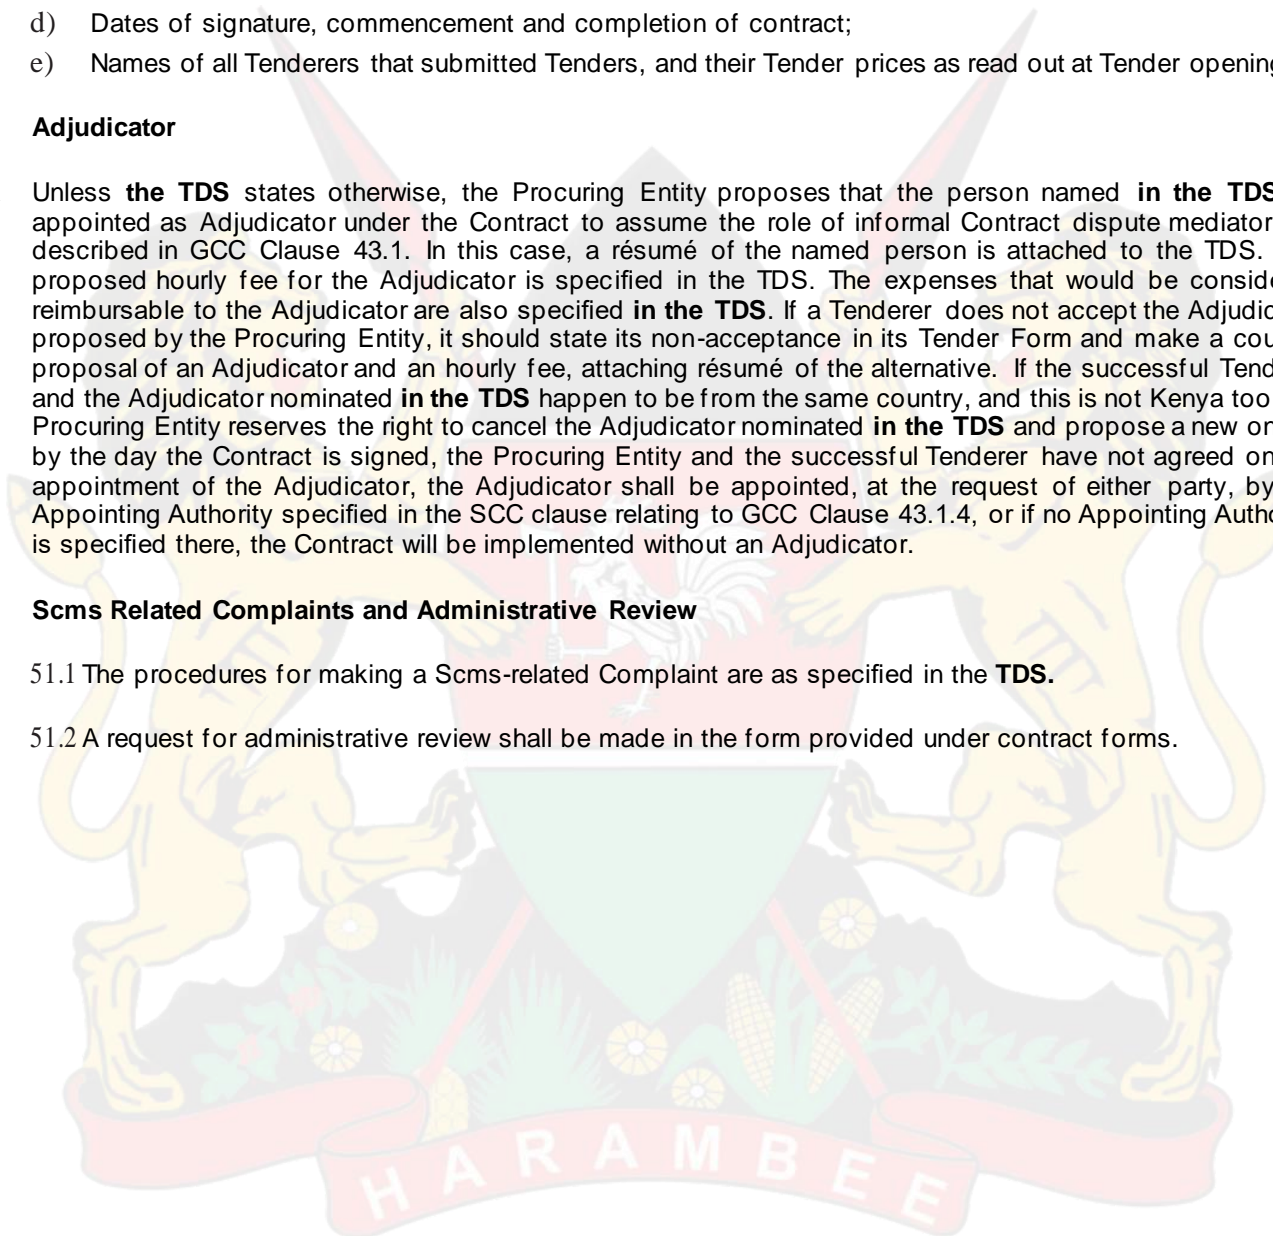 d) Dates of signature, commencement and completion of contract;
e) Names of all Tenderers that submitted Tenders, and their Tender prices as read out at Tender opening
Adjudicator
Unless the TDS states otherwise, the Procuring Entity proposes that the person named in the TDS
appointed as Adjudicator under the Contract to assume the role of informal Contract dispute mediator
described in GCC Clause 43.1. In this case, a résumé of the named person is attached to the TDS.
proposed hourly fee for the Adjudicator is specified in the TDS. The expenses that would be conside
reimbursable to the Adjudicator are also specified in the TDS. If a Tenderer does not accept the Adjudic
proposed by the Procuring Entity, it should state its non-acceptance in its Tender Form and make a cou
proposal of an Adjudicator and an hourly fee, attaching résumé of the alternative. If the successful Tend
and the Adjudicator nominated in the TDS happen to be from the same country, and this is not Kenya too
Procuring Entity reserves the right to cancel the Adjudicator nominated in the TDS and propose a new on
by the day the Contract is signed, the Procuring Entity and the successful Tenderer have not agreed on
appointment of the Adjudicator, the Adjudicator shall be appointed, at the request of either party, by
Appointing Authority specified in the SCC clause relating to GCC Clause 43.1.4, or if no Appointing Autho
is specified there, the Contract will be implemented without an Adjudicator.
Scms Related Complaints and Administrative Review
51.1 The procedures for making a Scms-related Complaint are as specified in the TDS.
51.2 A request for administrative review shall be made in the form provided under contract forms.
HARAMBEE